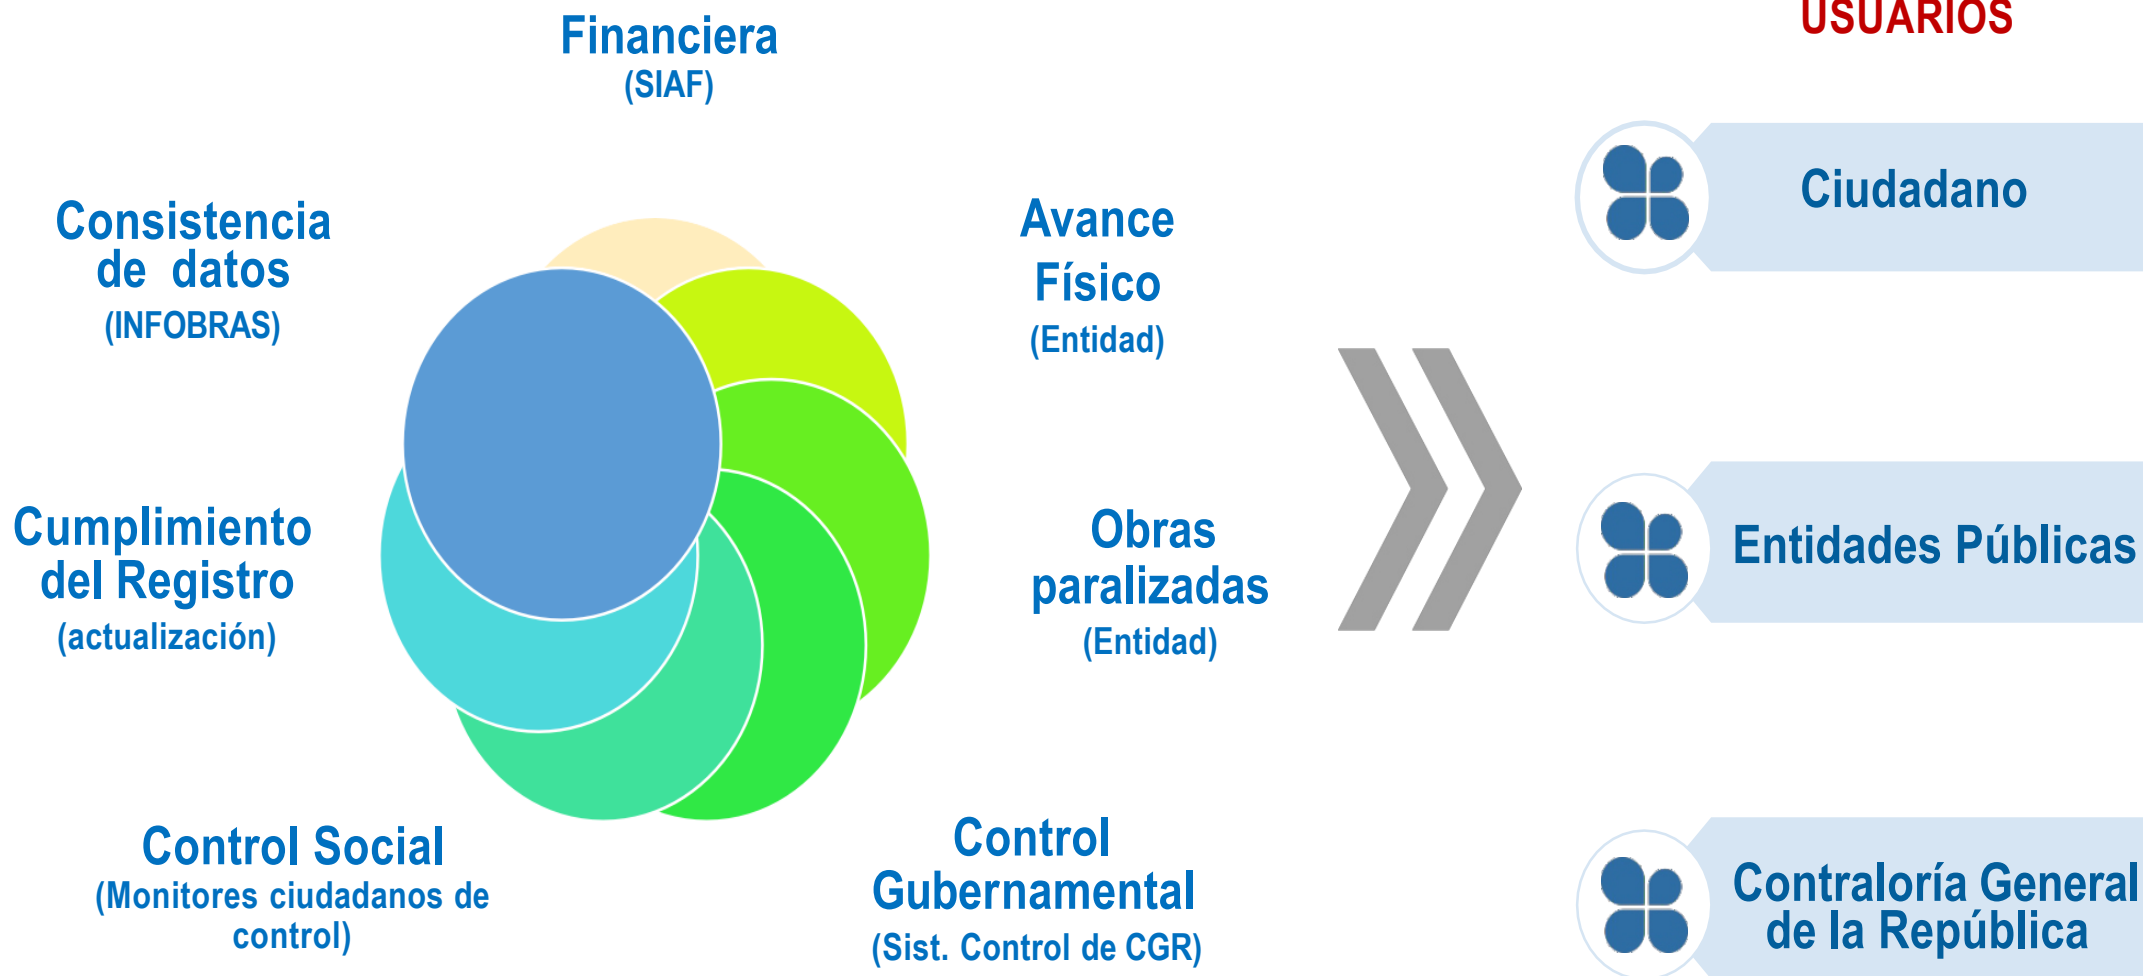 Financiera
(SIAF)
Consistencia
de datos
(INFOBRAS)
Avance
Físico
(Entidad)
Cumplimiento
del Registro
(actualización)
Obras
paralizadas
(Entidad)
Control Social
(Monitores ciudadanos de
control)
Control
Gubernamental
(Sist. Control de CGR)
USUARIOS
Ciudadano
Entidades Públicas
Contraloría General
de la República